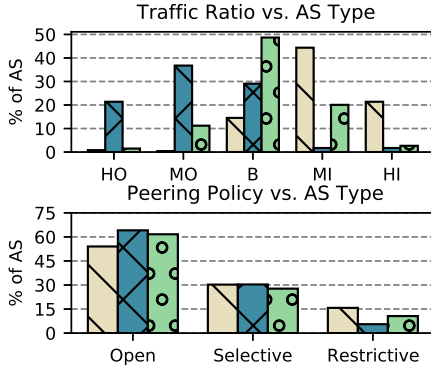 Traffic Ratio vs. AS Type
% of AS
50
40
30
20
10
0
HO MO B MI HI
Peering Policy vs. AS Type
% of AS
75
60
45
30
15
0
Open Selective Restrictive